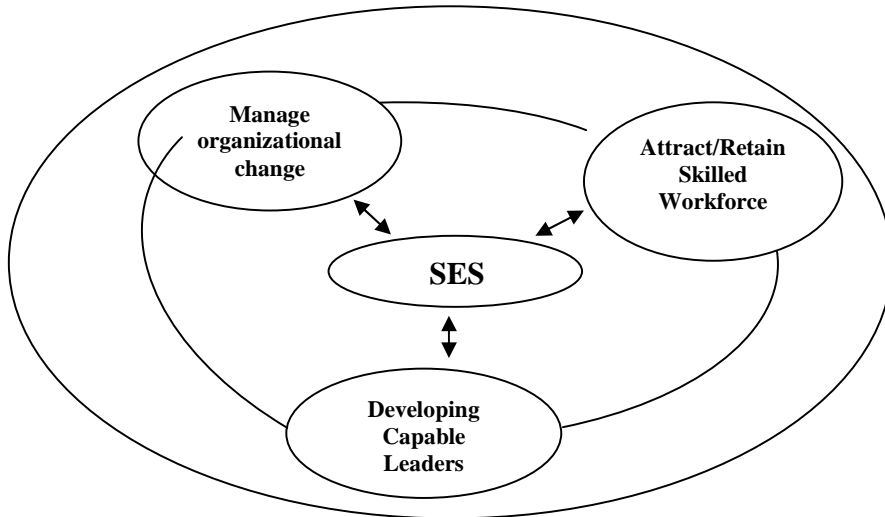 Manage
organizational
change
Attract/Retain
Skilled
Workforce
SES
Developing
Capable
Leaders